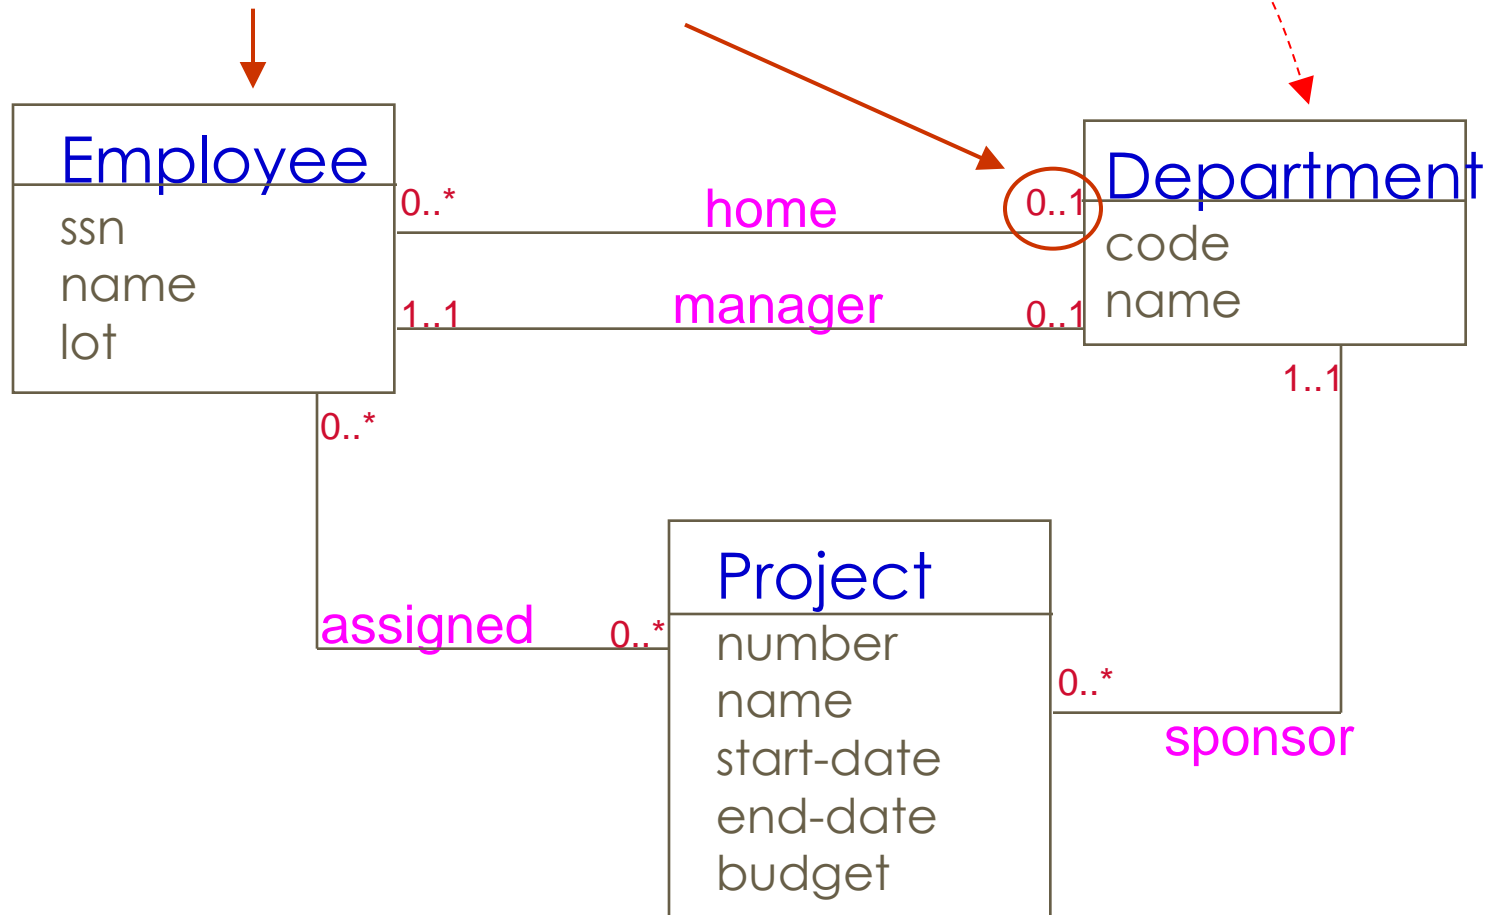 Employee
ssn
name
lot
0..*
home
0..1
1..1
manager
0..1
Department
code
name
0..*
assigned
0..*
1..1
0..*
sponsor
Project
number
name
start-date
end-date
budget